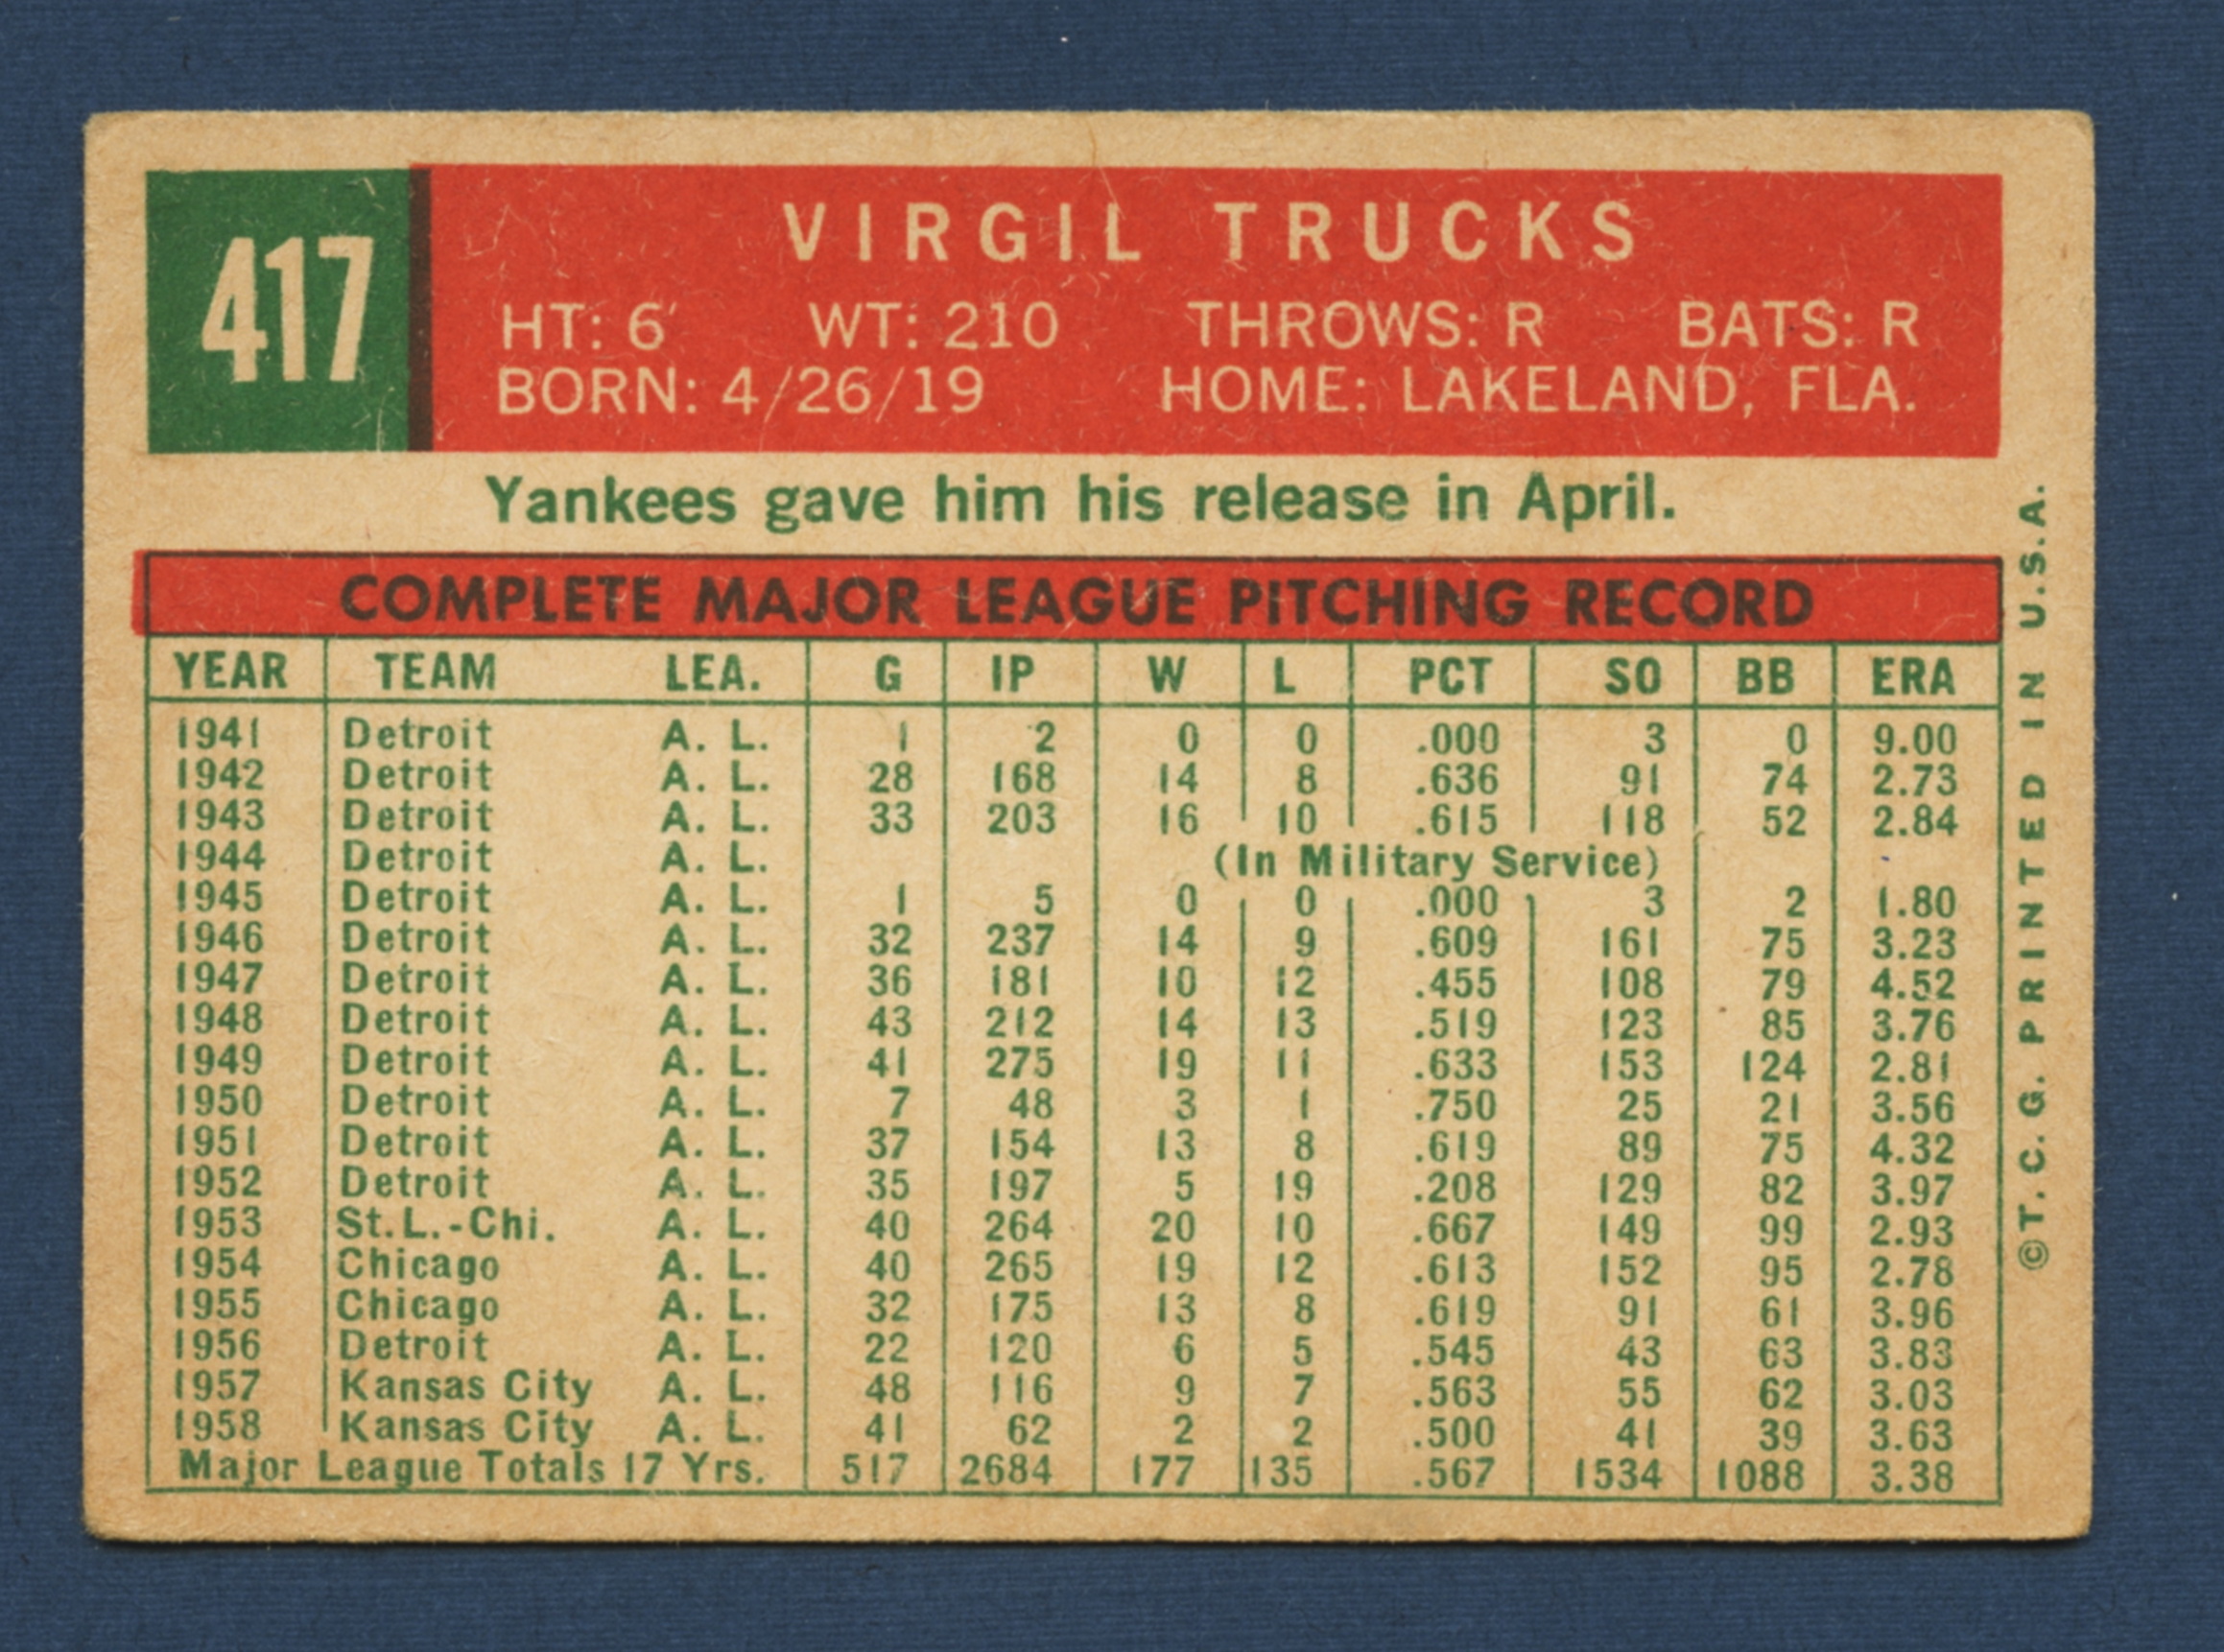 417
VIRGIL TRUCKS
HT: 6' WT: 210 THROWS: R BATS: R
BORN: 4/26/19 HOME: LAKELAND, FLA.
Yankees gave him his release in April.
COMPLETE MAJOR LEAGUE PITCHING RECORD
YEAR TEAM LEA. G IP W L PCT SO BB ERA
1941 Detroit A. L. 1 2 0 0 .000 3 0 9.00
1942 Detroit A. L. 28 168 14 8 .636 91 74 2.73
1943 Detroit A. L. 33 203 16 10 .615 118 52 2.84
1944 Detroit A. L. (In Military Service)
1945 Detroit A. L. 1 5 0 0 .000 3 2 1.80
1946 Detroit A. L. 32 237 14 9 .609 161 75 3.23
1947 Detroit A. L. 36 181 10 12 .455 108 79 4.52
1948 Detroit A. L. 43 212 14 13 .519 123 85 3.76
1949 Detroit A. L. 41 275 19 11 .633 153 124 2.81
1950 Detroit A. L. 7 48 3 1 .750 25 21 3.56
1951 Detroit A. L. 37 154 13 8 .619 89 75 4.32
1952 Detroit A. L. 35 197 5 19 .208 129 82 3.97
1953 St.L.-Chi. A. L. 40 264 20 10 .667 149 99 2.93
1954 Chicago A. L. 40 265 19 12 .613 152 95 2.78
1955 Chicago A. L. 32 175 13 8 .619 91 61 3.96
1956 Detroit A. L. 22 120 6 5 .545 43 63 3.83
1957 Kansas City A. L. 48 116 9 7 .563 55 62 3.03
1958 Kansas City A. L. 41 62 2 2 .500 41 39 3.63
Major League Totals 17 Yrs. 517 2684 177 135 .567 1534 1088 3.38
©T.C.G. PRINTED IN U.S.A.